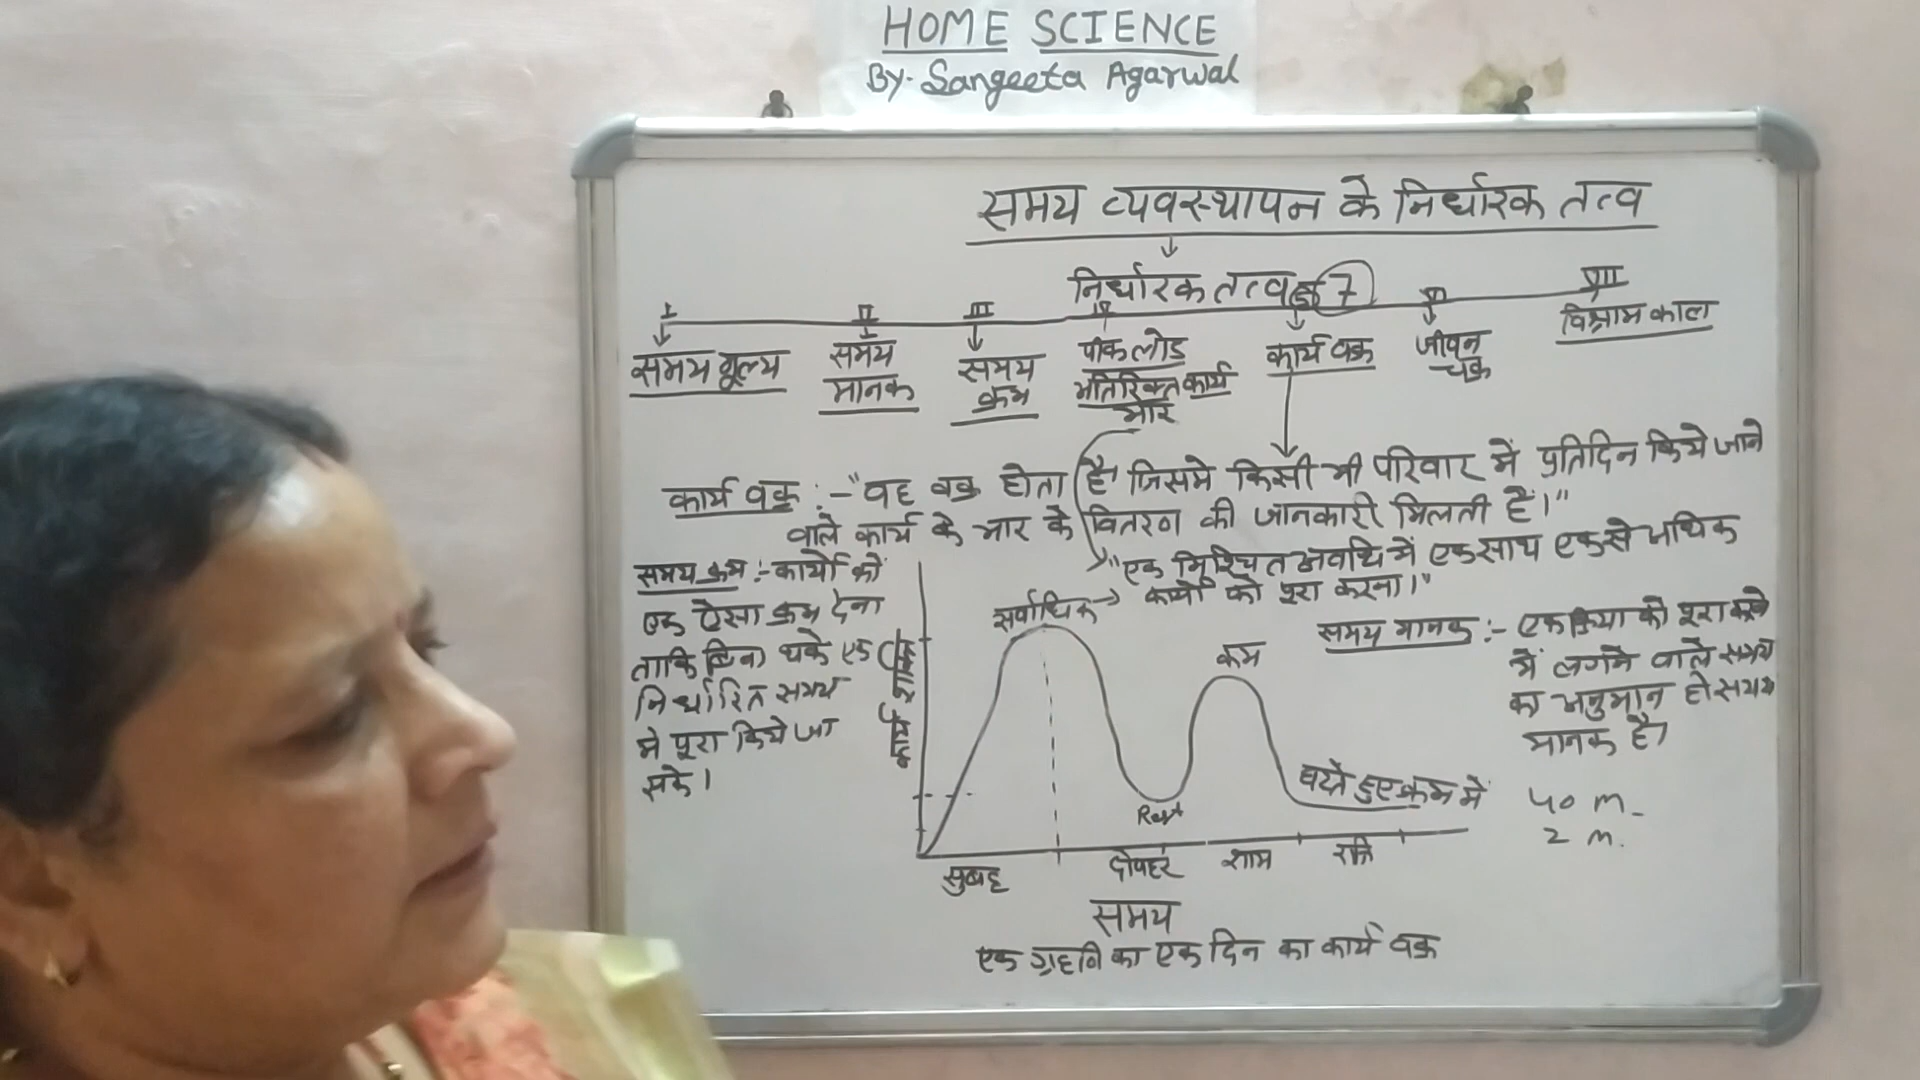 HOME SCIENCE
By- Sangeeta Agarwal
समय व्यवस्थापन के निर्धारक तत्व
निर्धारक तत्व 7
I II III IV VI VII
समय मूल्य
समय मानक
समय क्रम
पीक लोड
अतिरिक्त कार्य
भार
कार्य वक्र
जीवन
चक्र
विश्राम काल
कार्य वक्र :- "वह वक्र होता है जिसमे किसी भी परिवार में प्रतिदिन किये जाने
वाले कार्य के भार के वितरण की जानकारी मिलती है।"
"एक निश्चित अवधि में एक साथ एक से अधिक
कार्यों को पूरा करना।"
समय क्रम :- कार्यों को
एक ऐसा क्रम देना
ताकि बिना थके एक
निर्धारित समय
मे पूरा किये जा
सके।
समय मानक :- एक क्रिया को पूरा करने
में लगने वाले समय
का अनुमान ही समय
मानक है।
40 m-
2 m.
सर्वाधिक
कम
Rest
घटते हुए क्रम में
सुबह
दोपहर
शाम
रात्रि
समय
एक ग्रहणि का एक दिन का कार्य वक्र